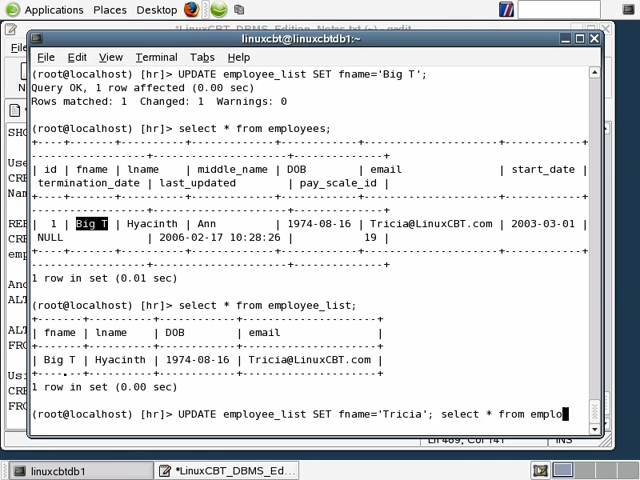 Applications Places Desktop
*LinuxCBT_DBMS_Edition_Notes.txt (~) - gedit
linuxcbt@linuxcbtdb1:~
File Edit View Terminal Tabs Help
(root@localhost) [hr]> UPDATE employee_list SET fname='Big T';
Query OK, 1 row affected (0.00 sec)
Rows matched: 1  Changed: 1  Warnings: 0
(root@localhost) [hr]> select * from employees;
+----+-------+----------+-------------+------------+--------------------+------------+
------------------+---------------------+--------------+
| id | fname | lname    | middle_name | DOB        | email              | start_date |
termination_date | last_updated        | pay_scale_id |
+----+-------+----------+-------------+------------+--------------------+------------+
------------------+---------------------+--------------+
|  1 | Big T | Hyacinth | Ann         | 1974-08-16 | Tricia@LinuxCBT.com | 2003-03-01 |
NULL             | 2006-02-17 10:28:26 |           19 |
+----+-------+----------+-------------+------------+--------------------+------------+
------------------+---------------------+--------------+
1 row in set (0.01 sec)
(root@localhost) [hr]> select * from employee_list;
+-------+----------+------------+---------------------+
| fname | lname    | DOB        | email               |
+-------+----------+------------+---------------------+
| Big T | Hyacinth | 1974-08-16 | Tricia@LinuxCBT.com |
+-------+----------+------------+---------------------+
1 row in set (0.00 sec)
(root@localhost) [hr]> UPDATE employee_list SET fname='Tricia'; select * from emplo
Ln 489, Col 141 INS
linuxcbtdb1
*LinuxCBT_DBMS_Ed...